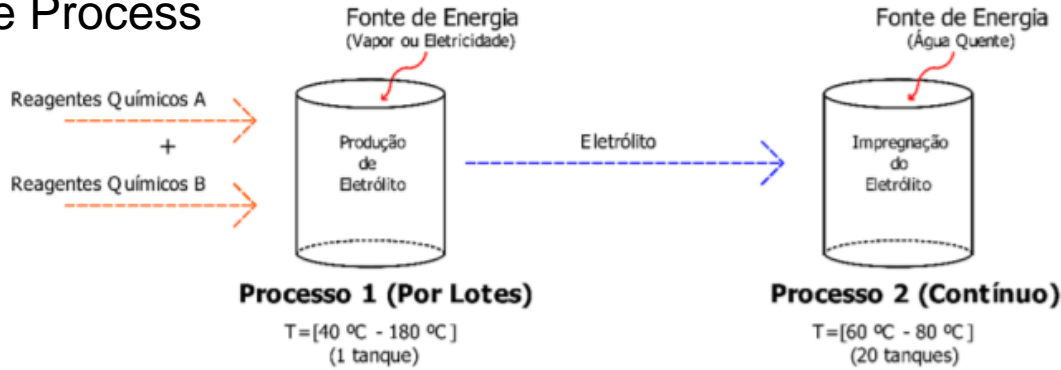 e Process
Fonte de Energia
(Vapor ou Eletricidade)
Reagentes Químicos A
+
Reagentes Químicos B
Produção
de
Eletrólito
Processo 1 (Por Lotes)
T=[40 ºC - 180 ºC]
(1 tanque)
Eletrólito
Fonte de Energia
(Água Quente)
Impregnação
do
Eletrólito
Processo 2 (Contínuo)
T=[60 ºC - 80 ºC]
(20 tanques)